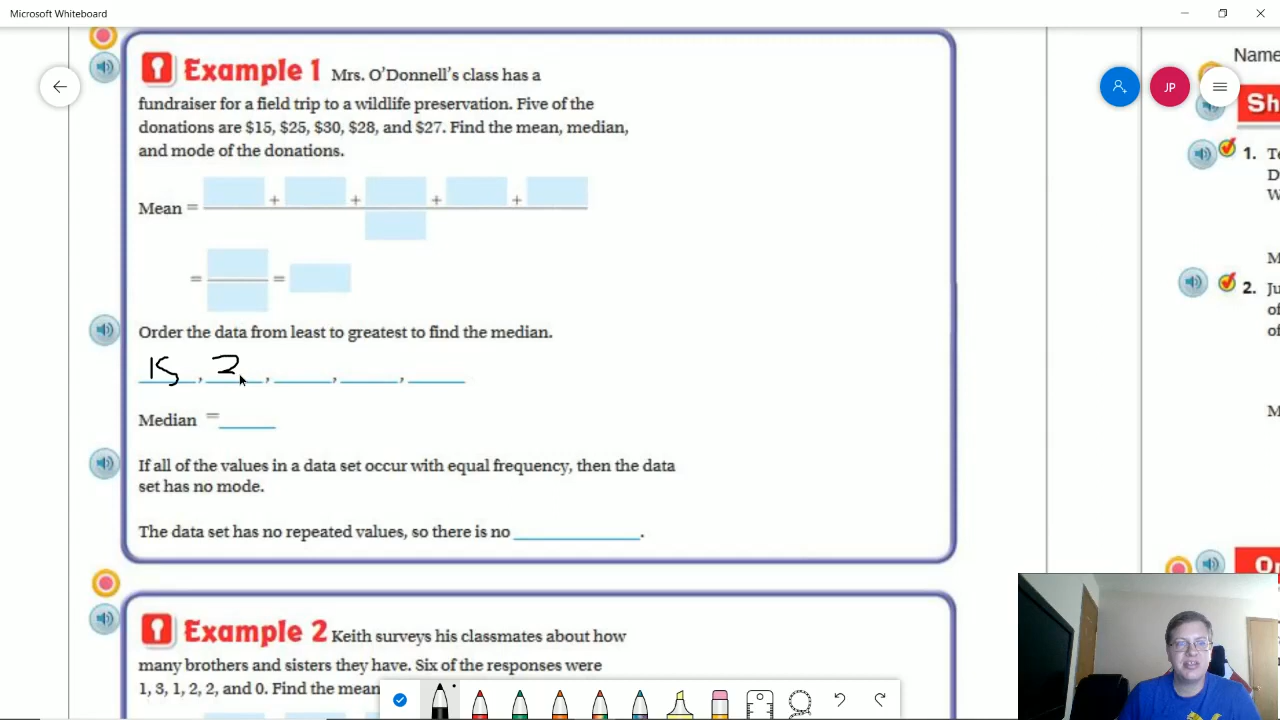 Microsoft Whiteboard
Example 1 Mrs. O'Donnell's class has a
fundraiser for a field trip to a wildlife preservation. Five of the
donations are $15, $25, $30, $28, and $27. Find the mean, median,
and mode of the donations.
Mean = + + + +
= =
Order the data from least to greatest to find the median.
15, 2, , ,
Median =
If all of the values in a data set occur with equal frequency, then the data
set has no mode.
The data set has no repeated values, so there is no .
Example 2 Keith surveys his classmates about how
many brothers and sisters they have. Six of the responses were
1, 3, 1, 2, 2, and 0. Find the mean
JP
Name
Sh
1.
2.